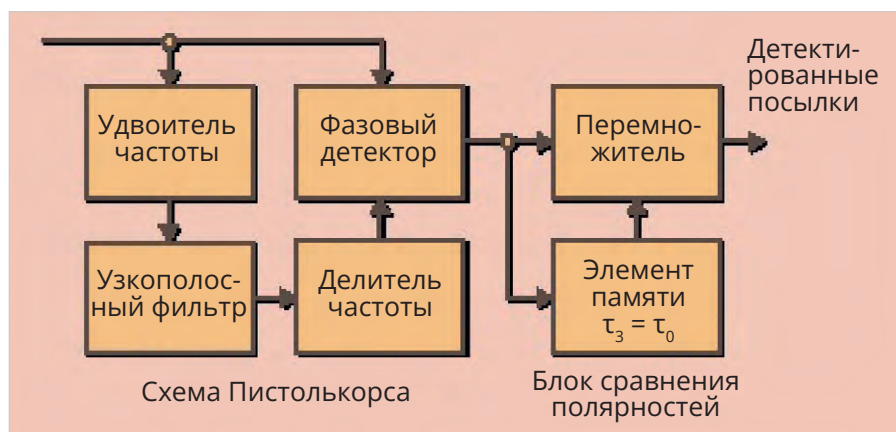 Детекти-
рованные
посылки
Удвоитель
частоты
Фазовый
детектор
Перемно-
житель
Узкополос-
ный фильтр
Делитель
частоты
Элемент
памяти
τ₃ = τ₀
Схема Пистолькорса
Блок сравнения
полярностей